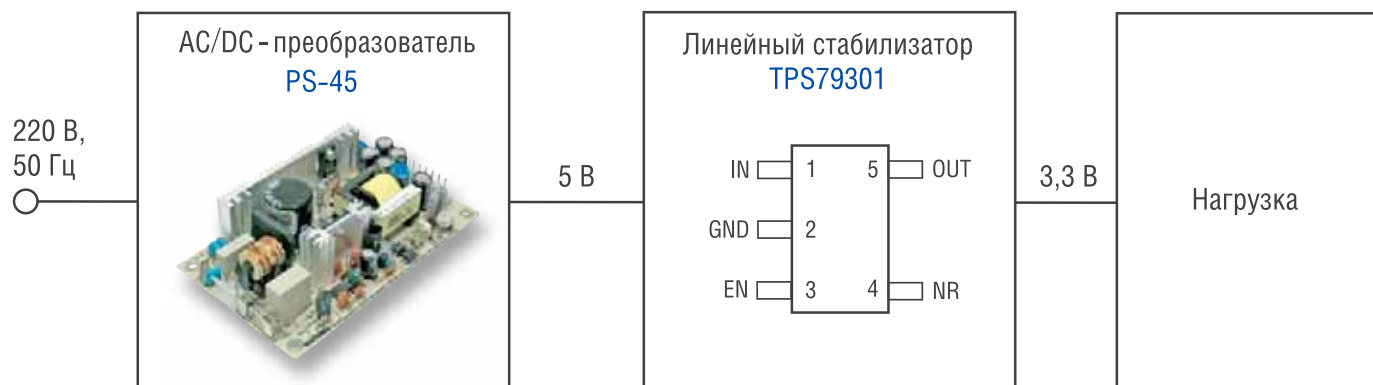 220 В,
50 Гц
AC/DC - преобразователь
PS-45
5 В
Линейный стабилизатор
TPS79301
IN 1 5 OUT
GND 2
EN 3 4 NR
3,3 В
Нагрузка